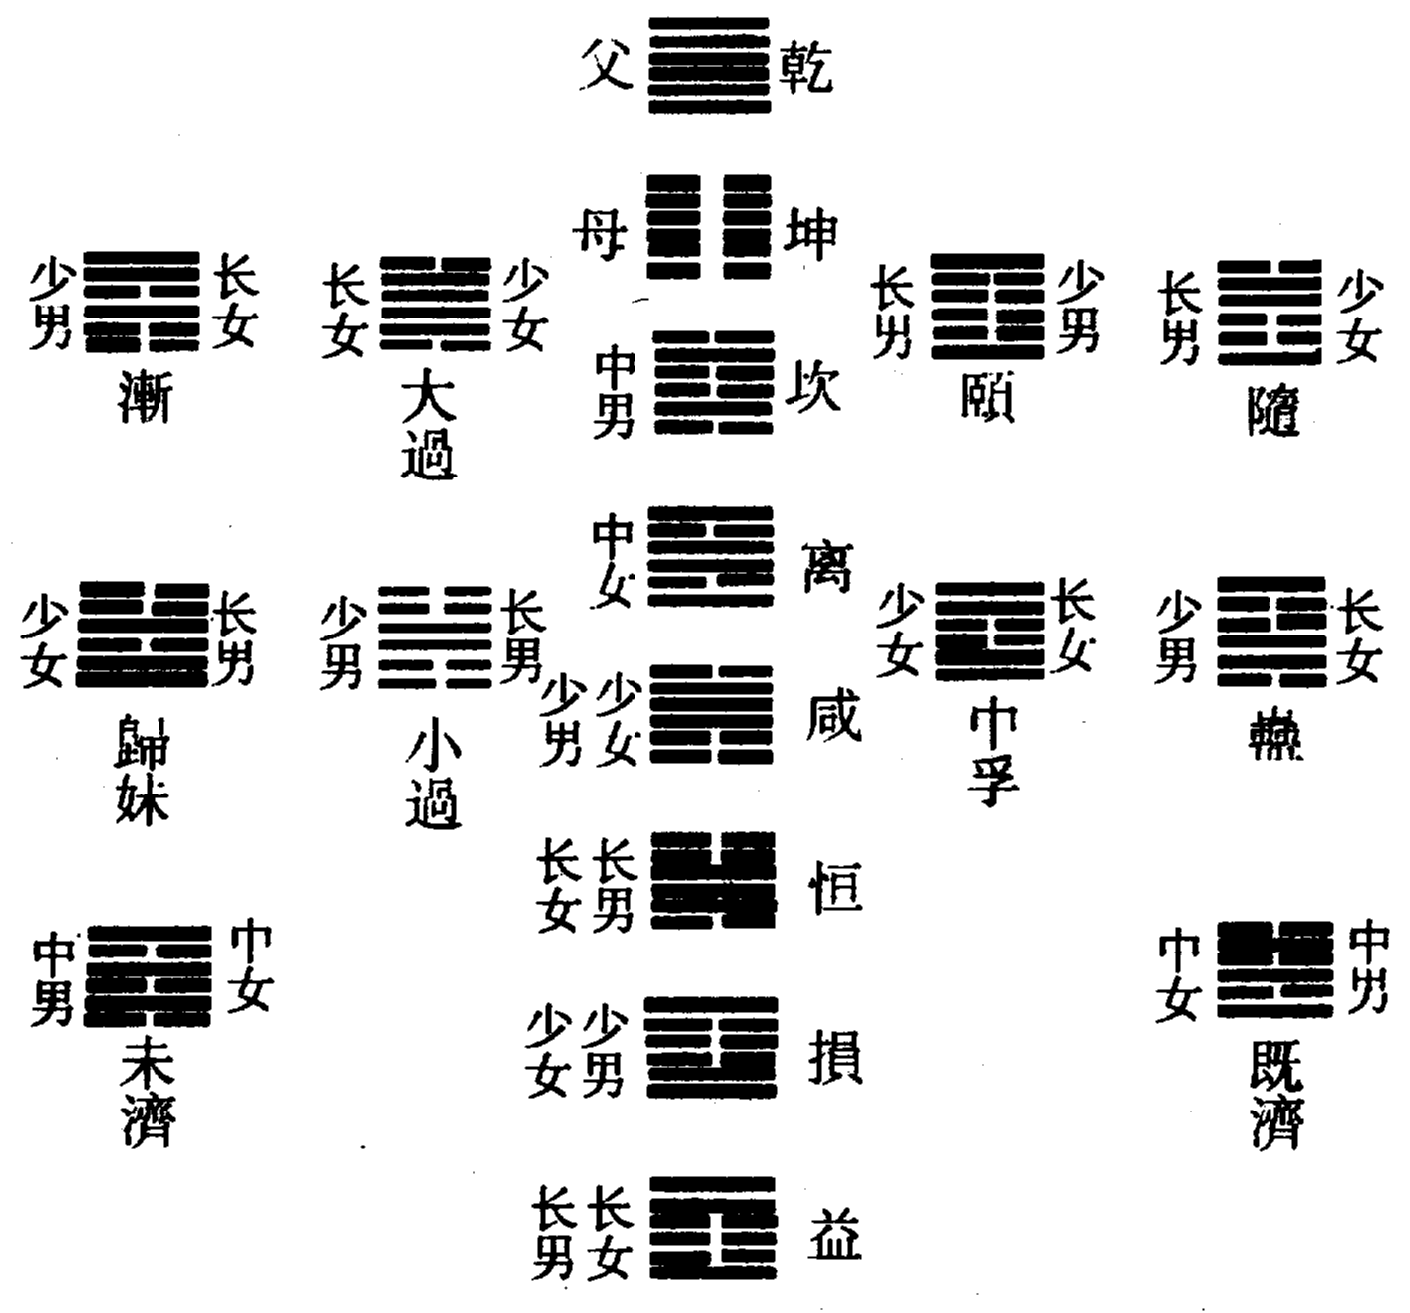 父 乾
母 坤
少男 长女
漸
长女 少女
大過
中男 坎
长男 少男
頤
长男 少女
隨
中女 离
少女 长男
歸妹
少男 长男
小過
少男 少女 咸
少女 长女
中孚
少男 长女
长女 长男 恒
中男 中女
未濟
少女 少男 損
中女 中男
既濟
长男 长女 益